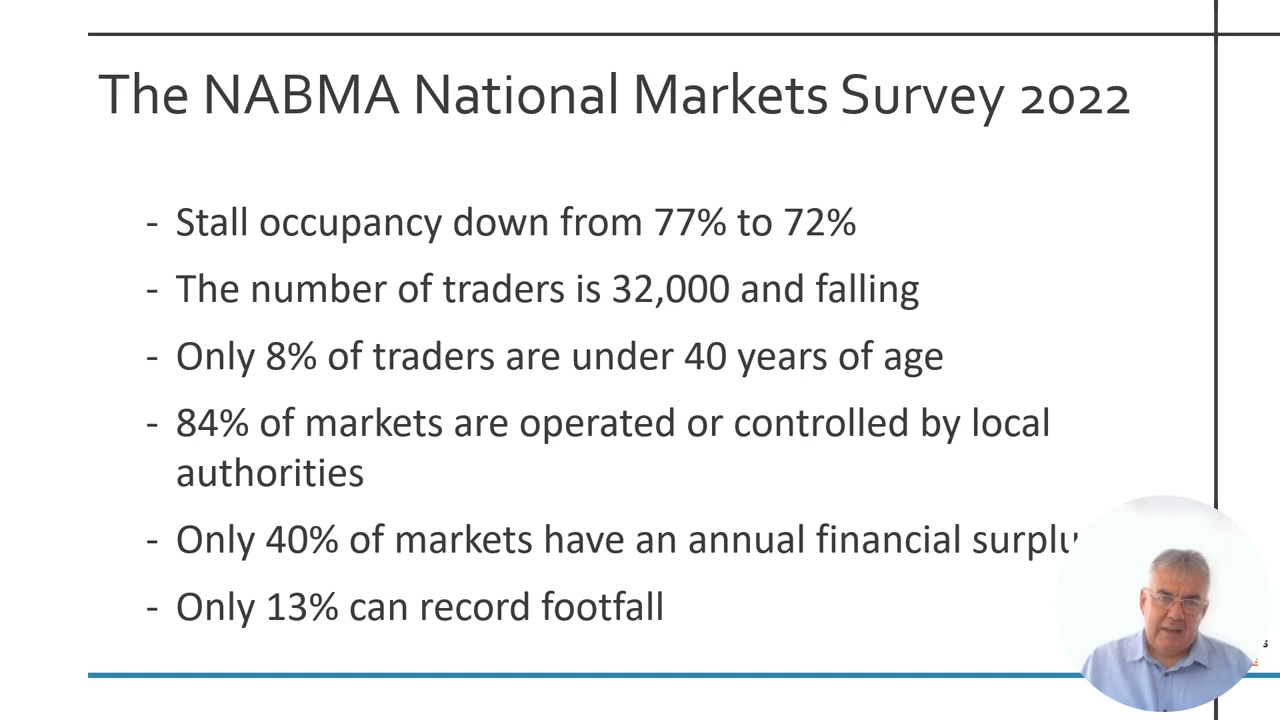 The NABMA National Markets Survey 2022
- Stall occupancy down from 77% to 72%
- The number of traders is 32,000 and falling
- Only 8% of traders are under 40 years of age
- 84% of markets are operated or controlled by local
authorities
- Only 40% of markets have an annual financial
- Only 13% can record footfall